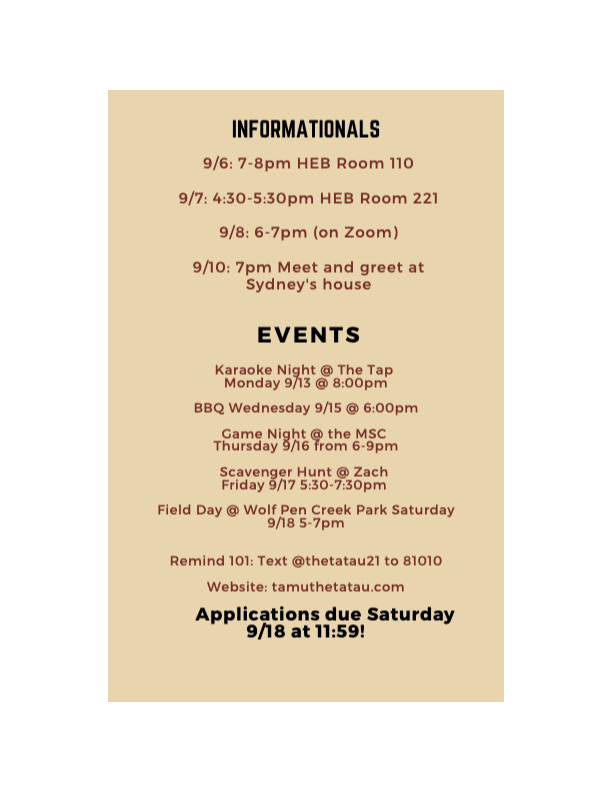 INFORMATIONALS
9/6: 7-8pm HEB Room 110
9/7: 4:30-5:30pm HEB Room 221
9/8: 6-7pm (on Zoom)
9/10: 7pm Meet and greet at
Sydney's house
EVENTS
Karaoke Night @ The Tap
Monday 9/13 @ 8:00pm
BBQ Wednesday 9/15 @ 6:00pm
Game Night @ the MSC
Thursday 9/16 from 6-9pm
Scavenger Hunt @ Zach
Friday 9/17 5:30-7:30pm
Field Day @ Wolf Pen Creek Park Saturday
9/18 5-7pm
Remind 101: Text @thetatau21 to 81010
Website: tamuthetatau.com
Applications due Saturday
9/18 at 11:59!